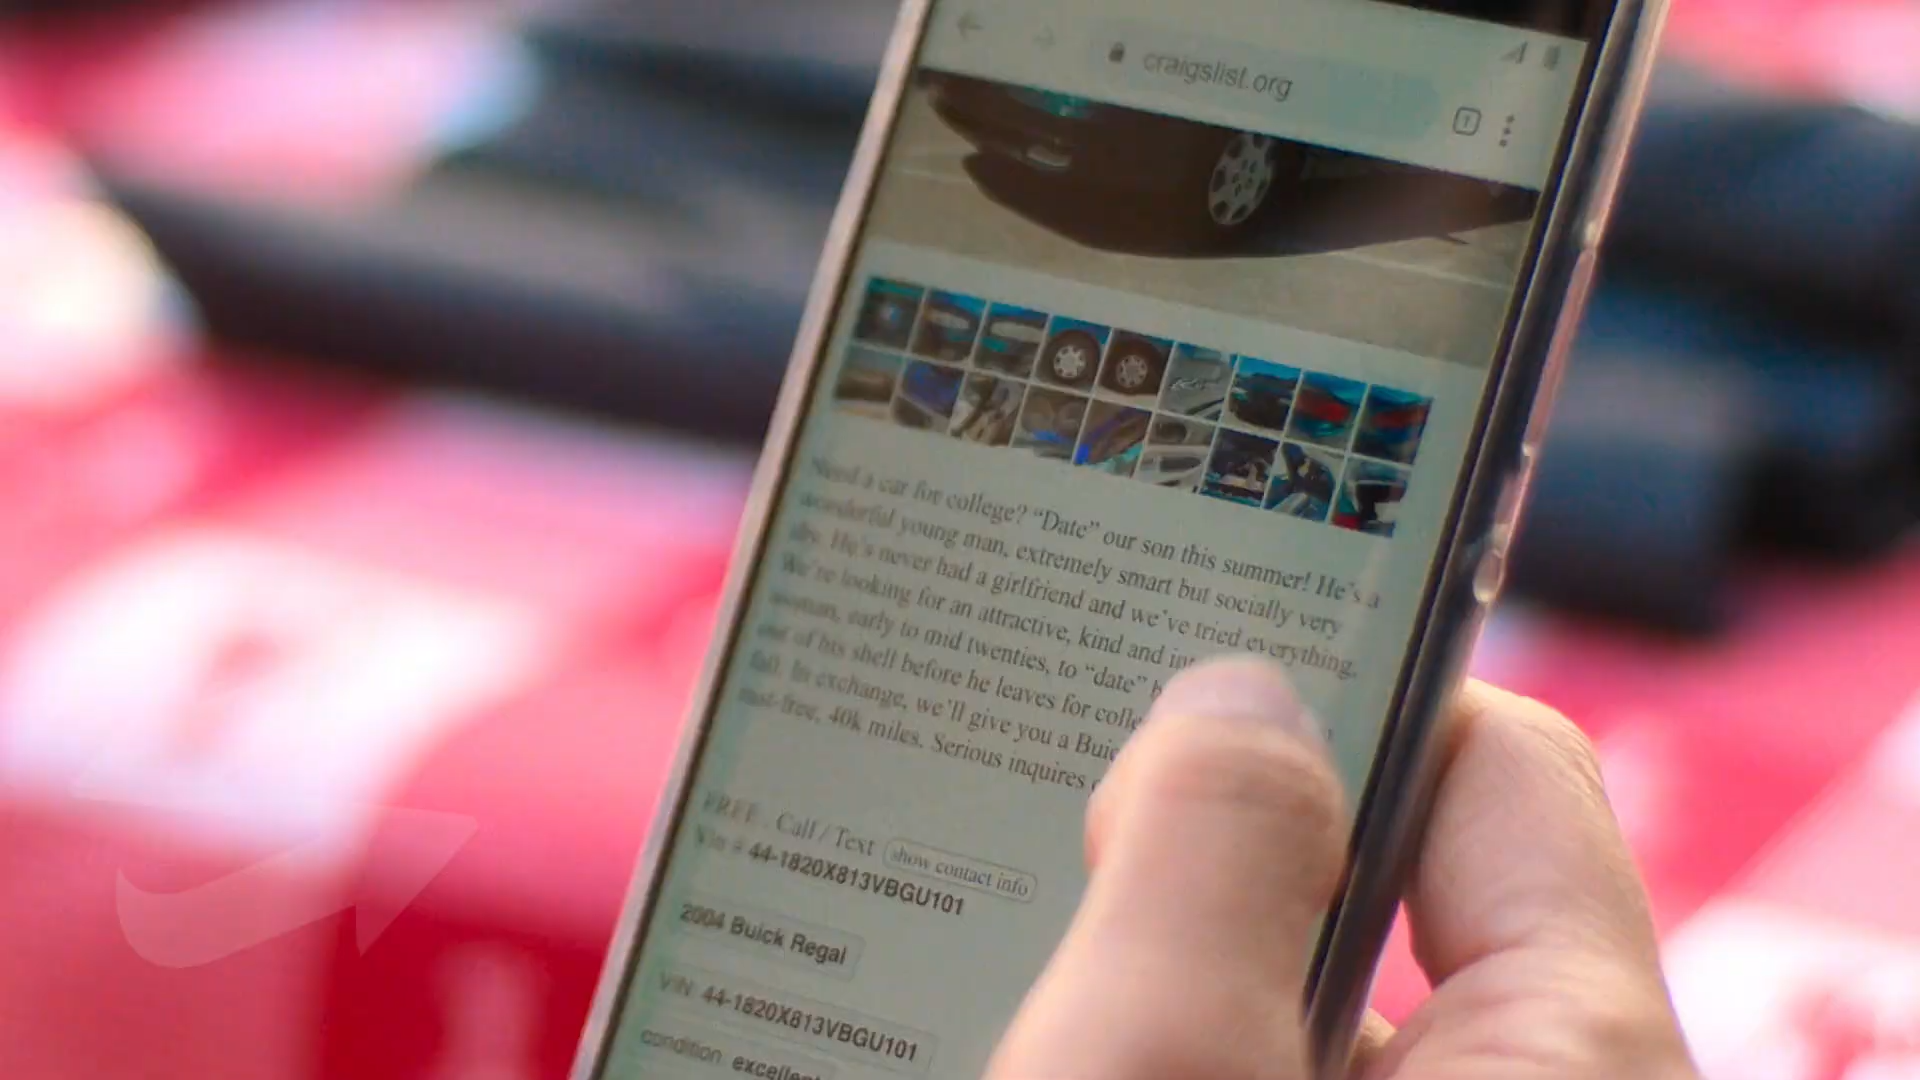 craigslist.org
Need a car for college? “Date” our son this summer! He’s a
wonderful young man, extremely smart but socially very
shy. He’s never had a girlfriend and we’ve tried everything.
We’re looking for an attractive, kind and
woman, early to mid twenties, to “date”
out of his shell before he leaves for
fall. In exchange, we’ll give you a
rust-free, 40k miles. Serious inquires
FREE Call / Text show contact info
Vin # 44-1820X813VBGU101
2004 Buick Regal
VIN 44-1820X813VBGU101
condition excellent